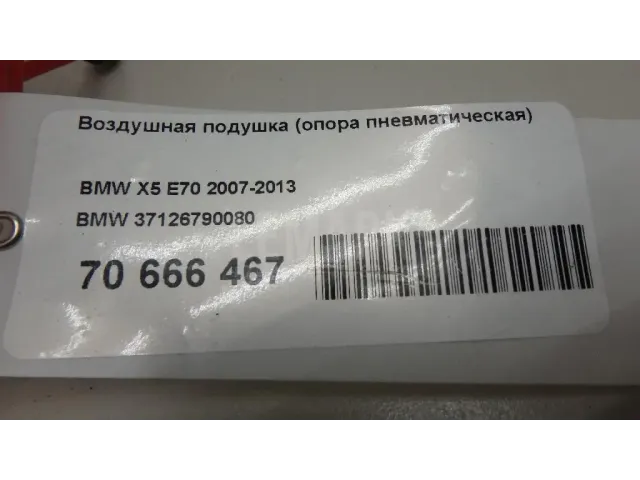 Воздушная подушка (опора пневматическая)
BMW X5 E70 2007-2013
BMW 37126790080
70 666 467